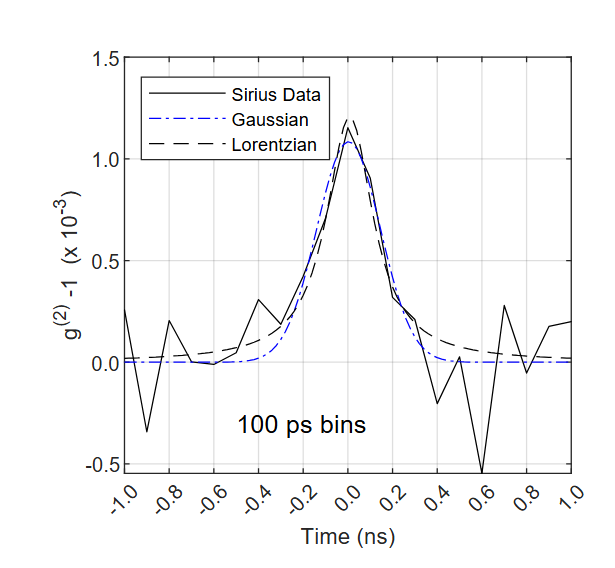 1.5
1.0
0.5
0.0
-0.5
g(2) -1 (x 10-3)
Sirius Data
Gaussian
Lorentzian
100 ps bins
-1.0 -0.8 -0.6 -0.4 -0.2 0.0 0.2 0.4 0.6 0.8 1.0
Time (ns)